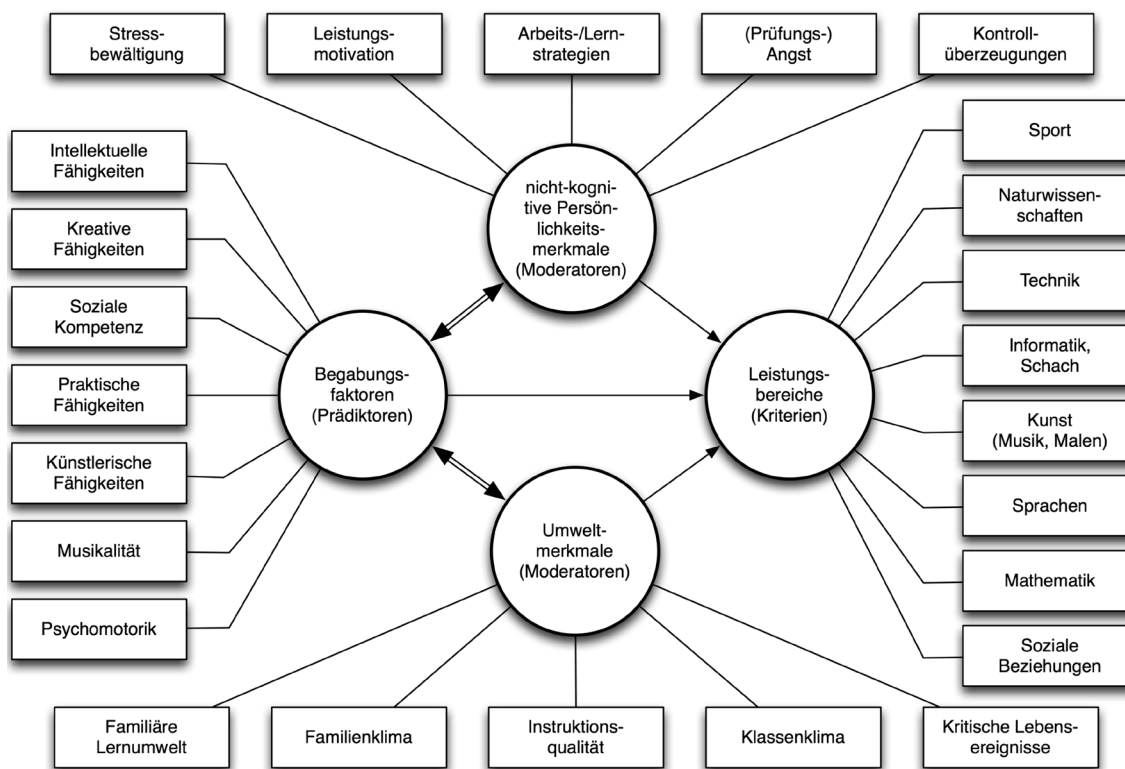 Stress-
bewältigung
Leistungs-
motivation
Arbeits-/Lern-
strategien
(Prüfungs-)
Angst
Kontroll-
überzeugungen
Intellektuelle
Fähigkeiten
Kreative
Fähigkeiten
Soziale
Kompetenz
Praktische
Fähigkeiten
Künstlerische
Fähigkeiten
Musikalität
Psychomotorik
nicht-kogni-
tive Persön-
lichkeits-
merkmale
(Moderatoren)
Begabungs-
faktoren
(Prädiktoren)
Leistungs-
bereiche
(Kriterien)
Umwelt-
merkmale
(Moderatoren)
Sport
Naturwissen-
schaften
Technik
Informatik,
Schach
Kunst
(Musik, Malen)
Sprachen
Mathematik
Soziale
Beziehungen
Familiäre
Lernumwelt
Familienklima
Instruktions-
qualität
Klassenklima
Kritische Lebens-
ereignisse